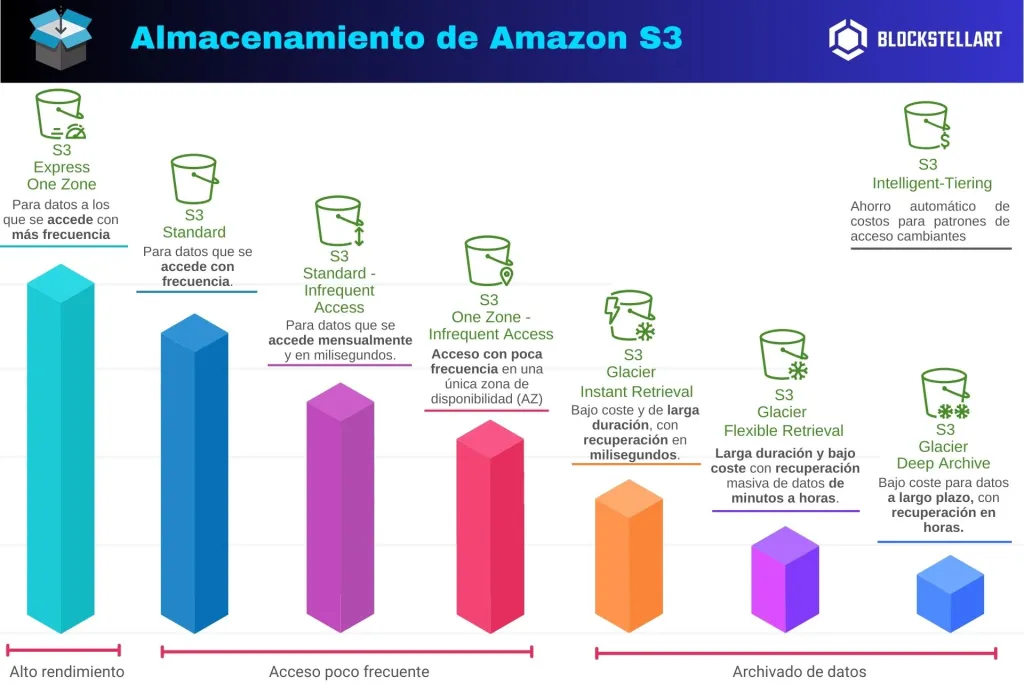 Almacenamiento de Amazon S3
BLOCKSTELLART
S3
Express
One Zone
Para datos a los
que se accede con
más frecuencia
S3
Standard
Para datos que se
accede con
frecuencia.
S3
Standard -
Infrequent
Access
Para datos que se
accede mensualmente
y en milisegundos.
S3
One Zone -
Infrequent Access
Acceso con poca
frecuencia en una
única zona de
disponibilidad (AZ)
S3
Glacier
Instant Retrieval
Bajo coste y de larga
duración, con
recuperación en
milisegundos.
S3
Glacier
Flexible Retrieval
Larga duración y bajo
coste con recuperación
masiva de datos de
minutos a horas.
S3
Intelligent-Tiering
Ahorro automático de
costos para patrones de
acceso cambiantes
S3
Glacier
Deep Archive
Bajo coste para datos
a largo plazo, con
recuperación en
horas.
Alto rendimiento
Acceso poco frecuente
Archivado de datos